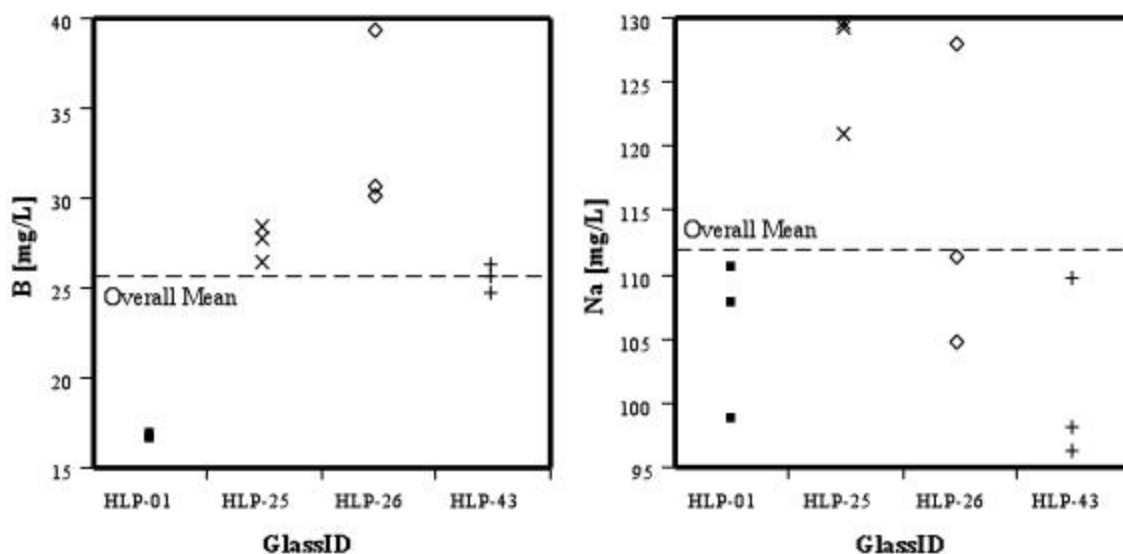 40
35
30
25
20
15
B [mg/L]
Overall Mean
HLP-01 HLP-25 HLP-26 HLP-43
GlassID
130
125
120
115
110
105
100
95
Na [mg/L]
Overall Mean
HLP-01 HLP-25 HLP-26 HLP-43
GlassID